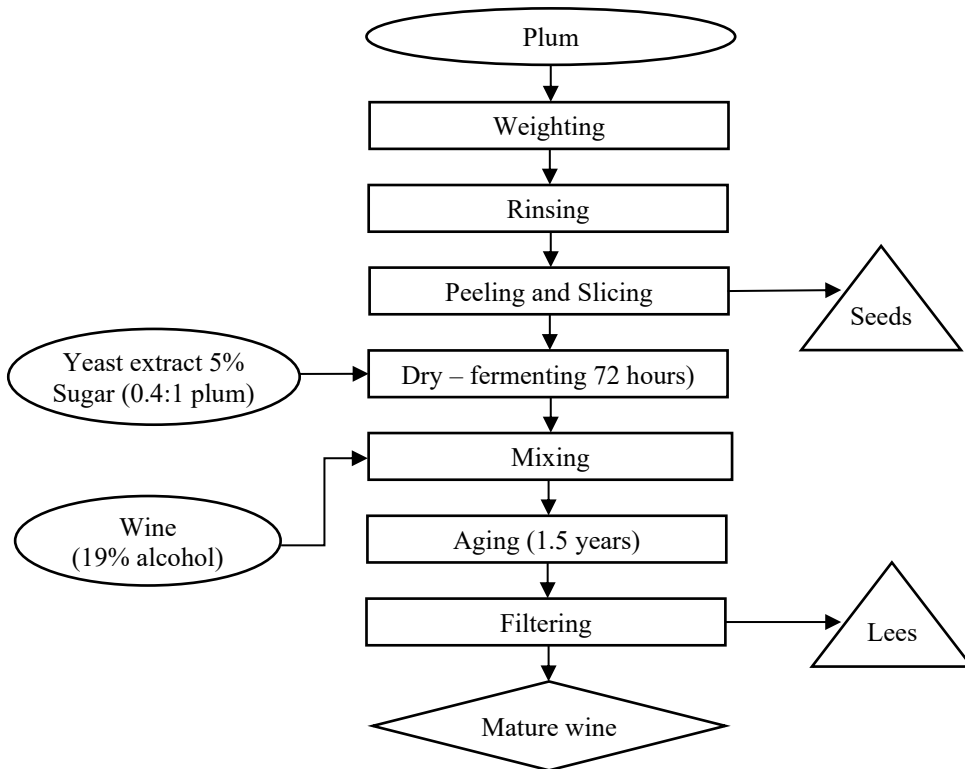 Plum
Weighting
Rinsing
Peeling and Slicing
Seeds
Yeast extract 5%
Sugar (0.4:1 plum)
Dry – fermenting 72 hours)
Mixing
Wine
(19% alcohol)
Aging (1.5 years)
Filtering
Lees
Mature wine